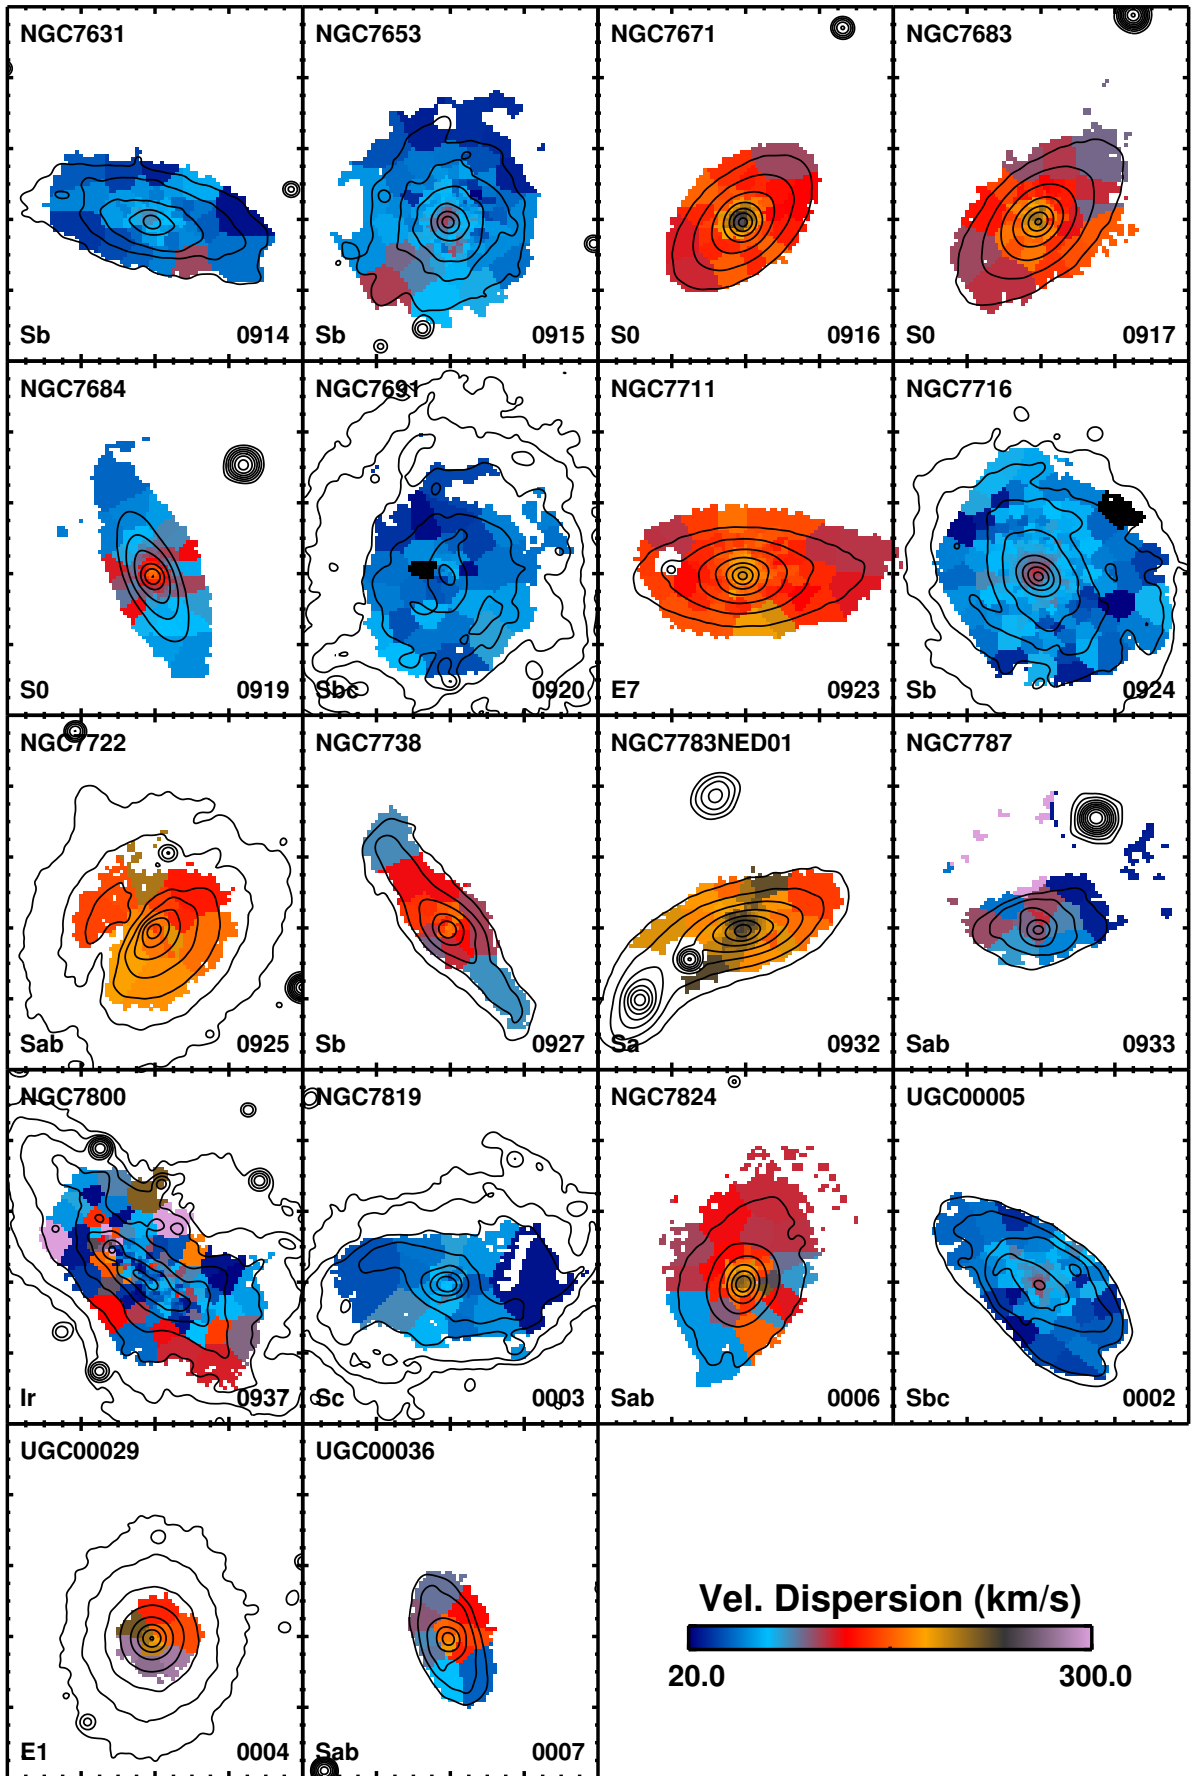 NGC7631 NGC7653 NGC7671 NGC7683
Sb 0914 Sb 0915 S0 0916 S0 0917
NGC7684 NGC7691 NGC7711 NGC7716
S0 0919 Sbc 0920 E7 0923 Sb 0924
NGC7722 NGC7738 NGC7783NED01 NGC7787
Sab 0925 Sb 0927 Sa 0932 Sab 0933
NGC7800 NGC7819 NGC7824 UGC00005
Ir 0937 Sc 0003 Sab 0006 Sbc 0002
UGC00029 UGC00036
Vel. Dispersion (km/s)
20.0 300.0
E1 0004 Sab 0007